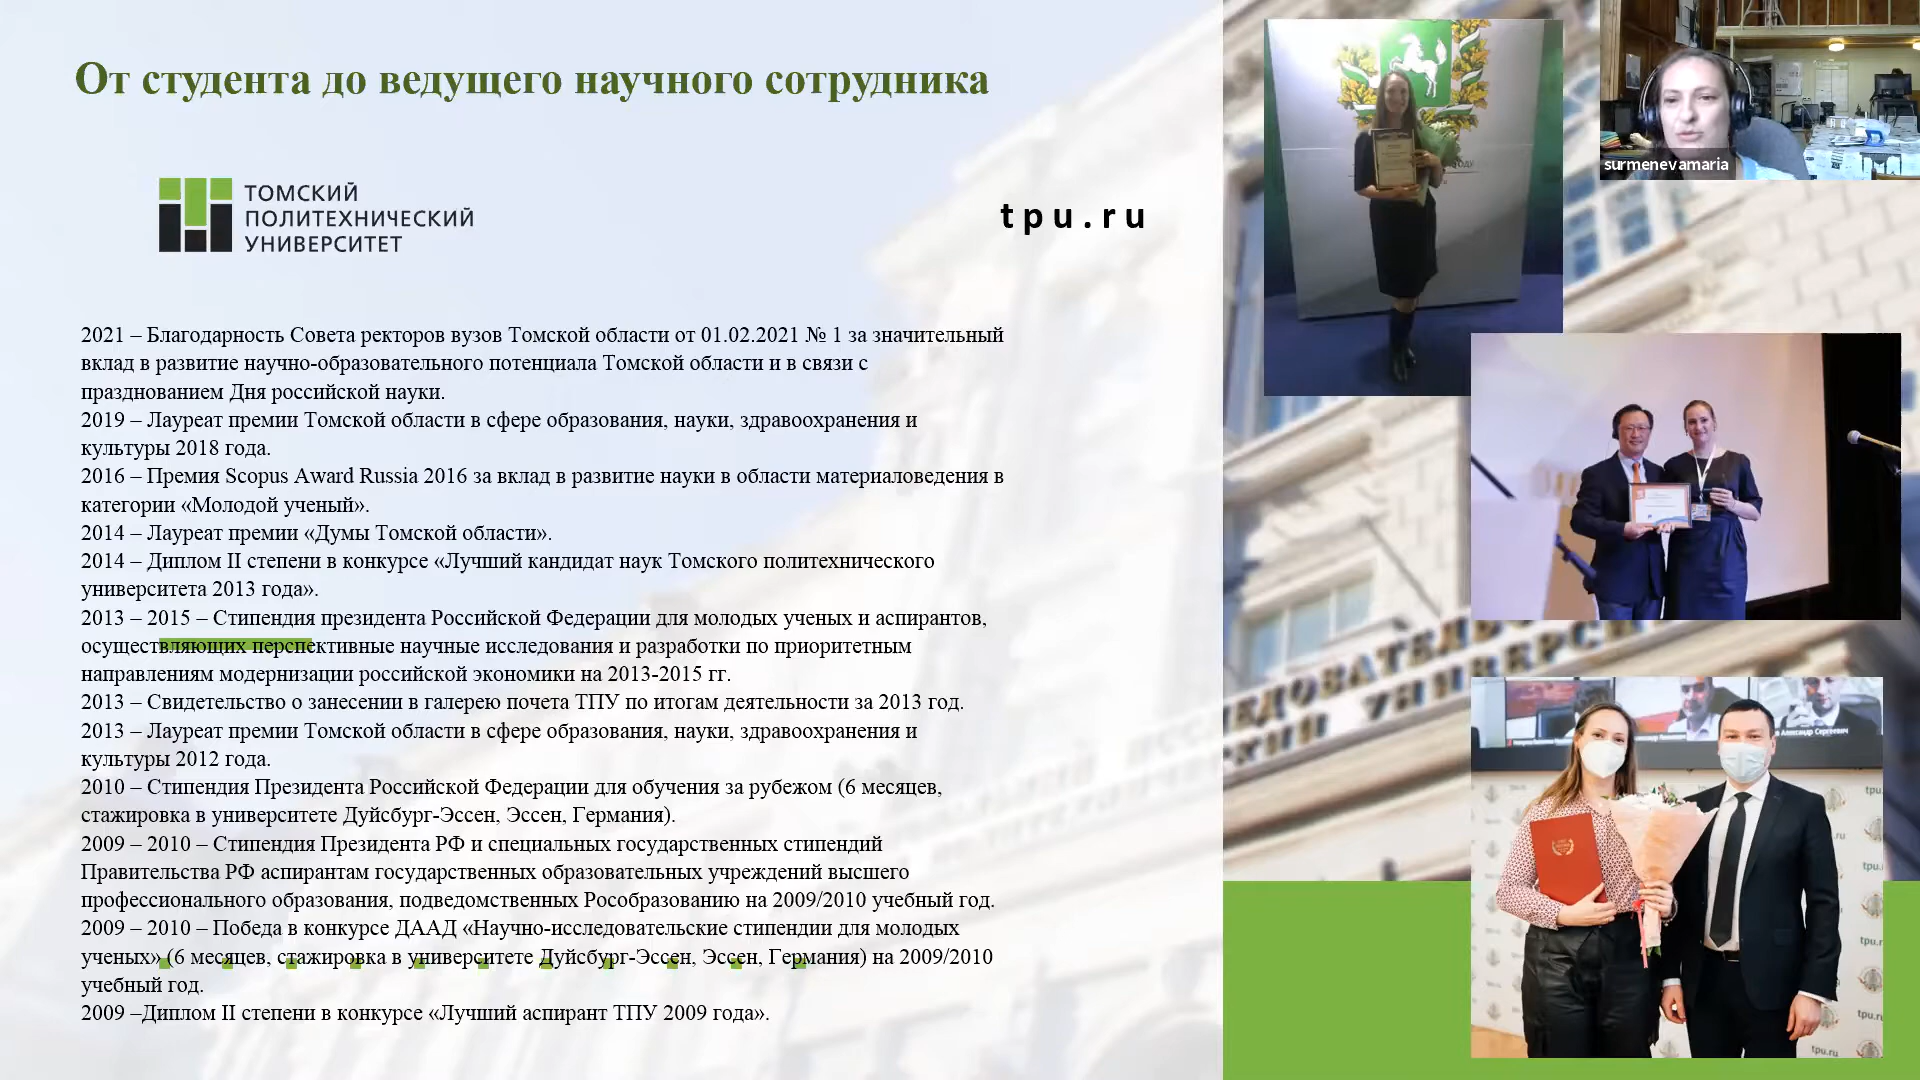 От студента до ведущего научного сотрудника
ТОМСКИЙ
ПОЛИТЕХНИЧЕСКИЙ
УНИВЕРСИТЕТ
tpu.ru
2021 – Благодарность Совета ректоров вузов Томской области от 01.02.2021 № 1 за значительный
вклад в развитие научно-образовательного потенциала Томской области и в связи с
празднованием Дня российской науки.
2019 – Лауреат премии Томской области в сфере образования, науки, здравоохранения и
культуры 2018 года.
2016 – Премия Scopus Award Russia 2016 за вклад в развитие науки в области материаловедения в
категории «Молодой ученый».
2014 – Лауреат премии «Думы Томской области».
2014 – Диплом II степени в конкурсе «Лучший кандидат наук Томского политехнического
университета 2013 года».
2013 – 2015 – Стипендия президента Российской Федерации для молодых ученых и аспирантов,
осуществляющих перспективные научные исследования и разработки по приоритетным
направлениям модернизации российской экономики на 2013-2015 гг.
2013 – Свидетельство о занесении в галерею почета ТПУ по итогам деятельности за 2013 год.
2013 – Лауреат премии Томской области в сфере образования, науки, здравоохранения и
культуры 2012 года.
2010 – Стипендия Президента Российской Федерации для обучения за рубежом (6 месяцев,
стажировка в университете Дуйсбург-Эссен, Эссен, Германия).
2009 – 2010 – Стипендия Президента РФ и специальных государственных стипендий
Правительства РФ аспирантам государственных образовательных учреждений высшего
профессионального образования, подведомственных Рособразованию на 2009/2010 учебный год.
2009 – 2010 – Победа в конкурсе ДААД «Научно-исследовательские стипендии для молодых
ученых» (6 месяцев, стажировка в университете Дуйсбург-Эссен, Эссен, Германия) на 2009/2010
учебный год.
2009 –Диплом II степени в конкурсе «Лучший аспирант ТПУ 2009 года».
surmenevamaria
Александр Сергеевич
tpu.ru